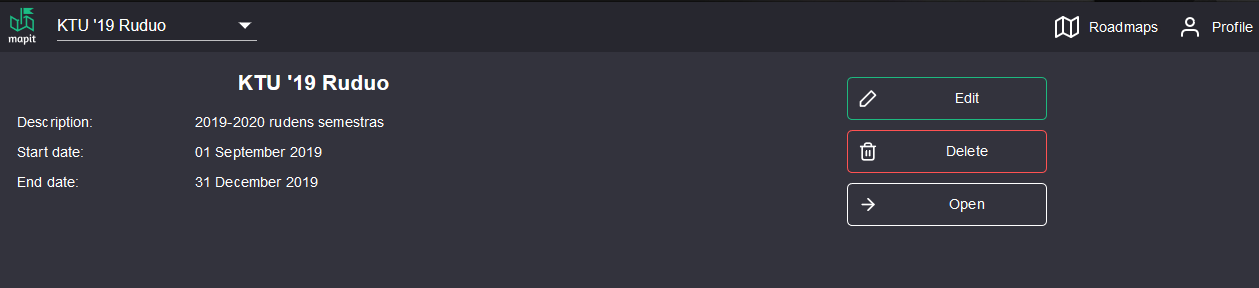 mapit
KTU '19 Ruduo
Roadmaps
Profile
KTU '19 Ruduo
Description: 2019-2020 rudens semestras
Start date: 01 September 2019
End date: 31 December 2019
Edit
Delete
Open